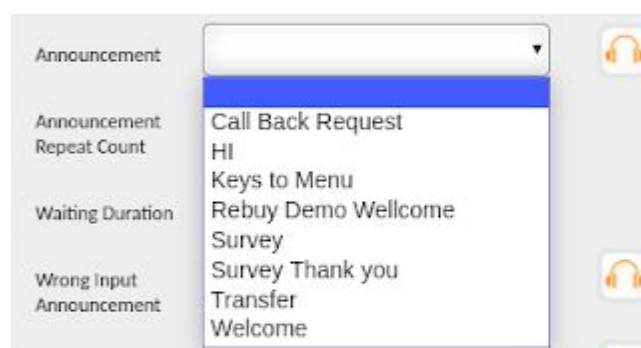 Announcement
Announcement
Repeat Count
Waiting Duration
Wrong Input
Announcement
Call Back Request
HI
Keys to Menu
Rebuy Demo Wellcome
Survey
Survey Thank you
Transfer
Welcome